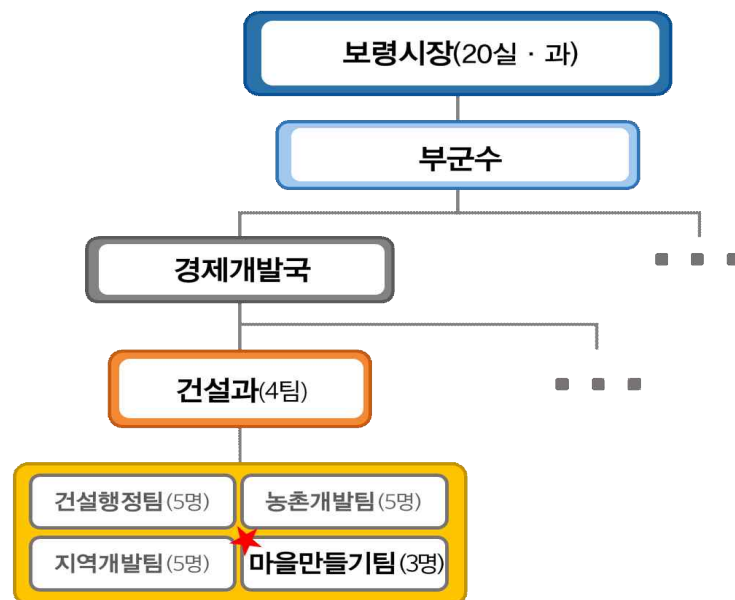 보령시장(20실 · 과)
부군수
경제개발국
건설과(4팀)
건설행정팀(5명) 농촌개발팀(5명)
지역개발팀(5명) 마을만들기팀(3명)